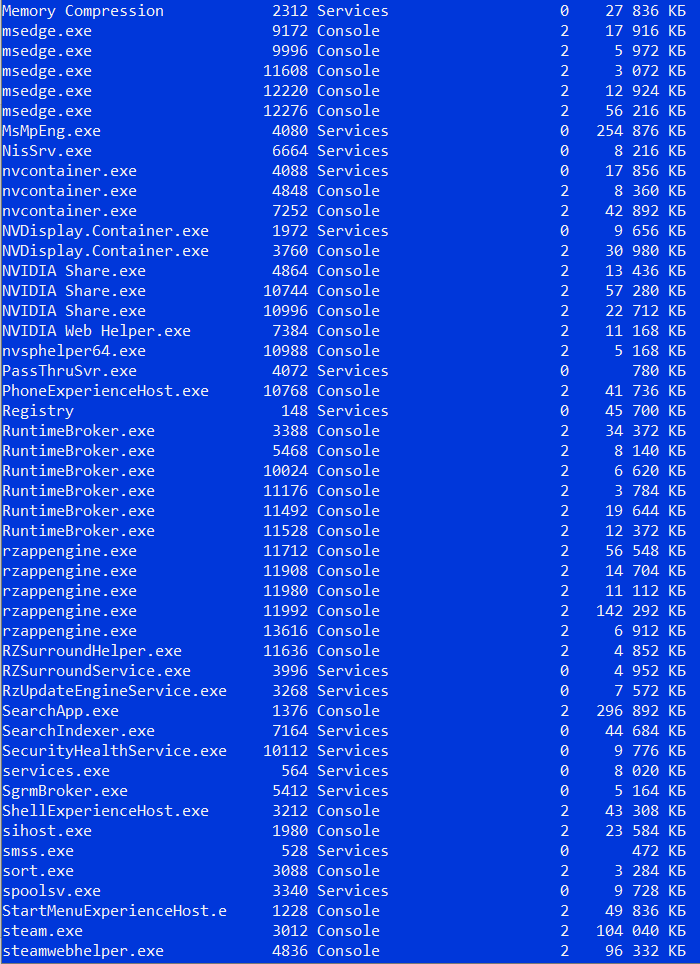 Memory Compression 2312 Services 0 27 836 КБ
msedge.exe 9172 Console 2 17 916 КБ
msedge.exe 9996 Console 2 5 972 КБ
msedge.exe 11608 Console 2 3 072 КБ
msedge.exe 12220 Console 2 12 924 КБ
msedge.exe 12276 Console 2 56 216 КБ
MsMpEng.exe 4080 Services 0 254 876 КБ
NisSrv.exe 6664 Services 0 8 216 КБ
nvcontainer.exe 4088 Services 0 17 856 КБ
nvcontainer.exe 4848 Console 2 8 360 КБ
nvcontainer.exe 7252 Console 2 42 892 КБ
NVDisplay.Container.exe 1972 Services 0 9 656 КБ
NVDisplay.Container.exe 3760 Console 2 30 980 КБ
NVIDIA Share.exe 4864 Console 2 13 436 КБ
NVIDIA Share.exe 10744 Console 2 57 280 КБ
NVIDIA Share.exe 10996 Console 2 22 712 КБ
NVIDIA Web Helper.exe 7384 Console 2 11 168 КБ
nvsphelper64.exe 10988 Console 2 5 168 КБ
PassThruSvr.exe 4072 Services 0 780 КБ
PhoneExperienceHost.exe 10768 Console 2 41 736 КБ
Registry 148 Services 0 45 700 КБ
RuntimeBroker.exe 3388 Console 2 34 372 КБ
RuntimeBroker.exe 5468 Console 2 8 140 КБ
RuntimeBroker.exe 10024 Console 2 6 620 КБ
RuntimeBroker.exe 11176 Console 2 3 784 КБ
RuntimeBroker.exe 11492 Console 2 19 644 КБ
RuntimeBroker.exe 11528 Console 2 12 372 КБ
rzappengine.exe 11712 Console 2 56 548 КБ
rzappengine.exe 11908 Console 2 14 704 КБ
rzappengine.exe 11980 Console 2 11 112 КБ
rzappengine.exe 11992 Console 2 142 292 КБ
rzappengine.exe 13616 Console 2 6 912 КБ
RZSurroundHelper.exe 11636 Console 2 4 852 КБ
RZSurroundService.exe 3996 Services 0 4 952 КБ
RzUpdateEngineService.exe 3268 Services 0 7 572 КБ
SearchApp.exe 1376 Console 2 296 892 КБ
SearchIndexer.exe 7164 Services 0 44 684 КБ
SecurityHealthService.exe 10112 Services 0 9 776 КБ
services.exe 564 Services 0 8 020 КБ
SgrmBroker.exe 5412 Services 0 5 164 КБ
ShellExperienceHost.exe 3212 Console 2 43 308 КБ
sihost.exe 1980 Console 2 23 584 КБ
smss.exe 528 Services 0 472 КБ
sort.exe 3088 Console 2 3 284 КБ
spoolsv.exe 3340 Services 0 9 728 КБ
StartMenuExperienceHost.e 1228 Console 2 49 836 КБ
steam.exe 3012 Console 2 104 040 КБ
steamwebhelper.exe 4836 Console 2 96 332 КБ